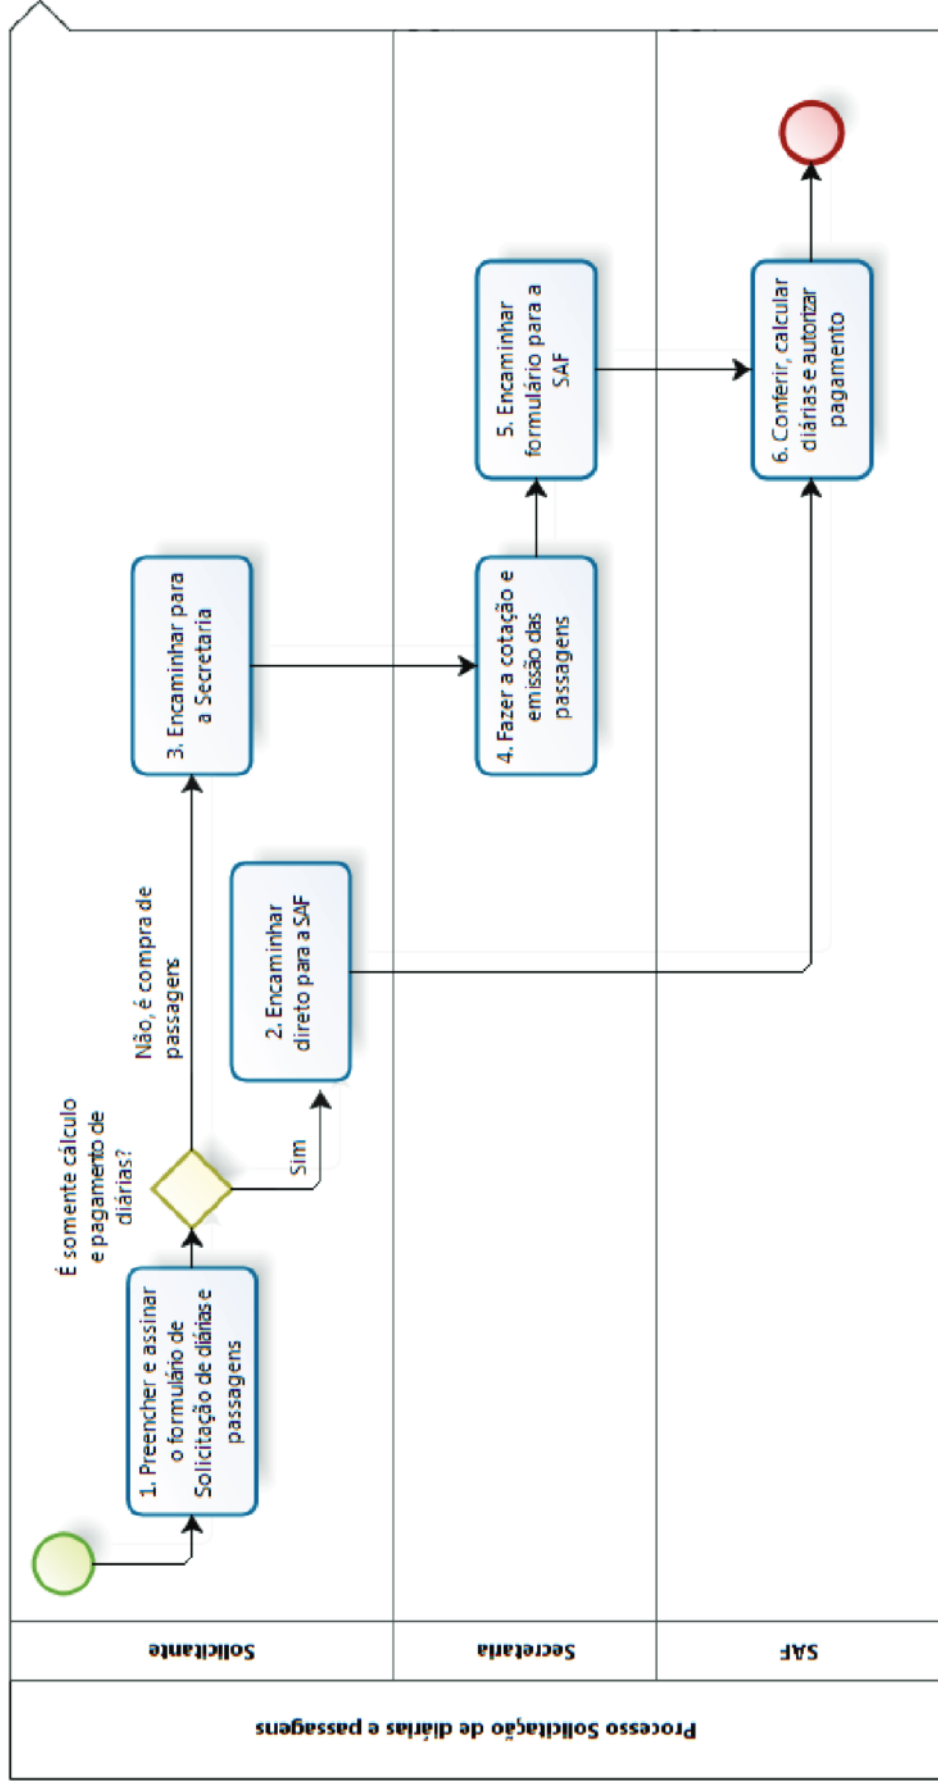 Processo Solicitação de diárias e passagens
Solicitante
Secretaria
SAF
1. Preencher e assinar
o formulário de
Solicitação de diárias e
passagens
É somente cálculo
e pagamento de
diárias?
Sim
Não, é compra de
passagens
2. Encaminhar
direto para a SAF
3. Encaminhar para
a Secretaria
4. Fazer a cotação e
emissão das
passagens
5. Encaminhar
formulário para a
SAF
6. Conferir, calcular
diárias e autorizar
pagamento